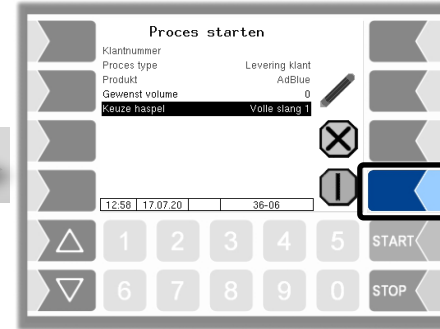 Proces starten
Klantnummer
Proces type Levering klant
Produkt AdBlue
Gewenst volume 0
Keuze haspel Volle slang 1
12:58 17.07.20 36-06
1 2 3 4 5 START
6 7 8 9 0 STOP